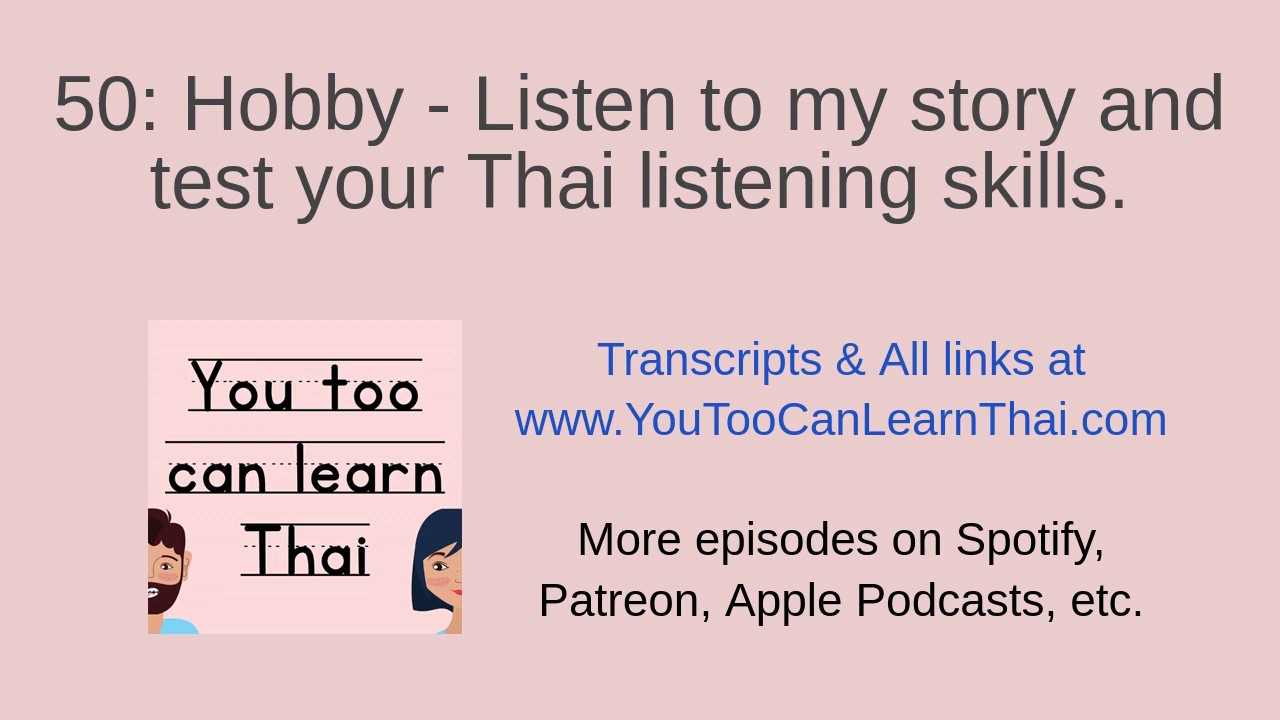 50: Hobby - Listen to my story and
test your Thai listening skills.
You too
can learn
Thai
Transcripts & All links at
www.YouTooCanLearnThai.com
More episodes on Spotify,
Patreon, Apple Podcasts, etc.